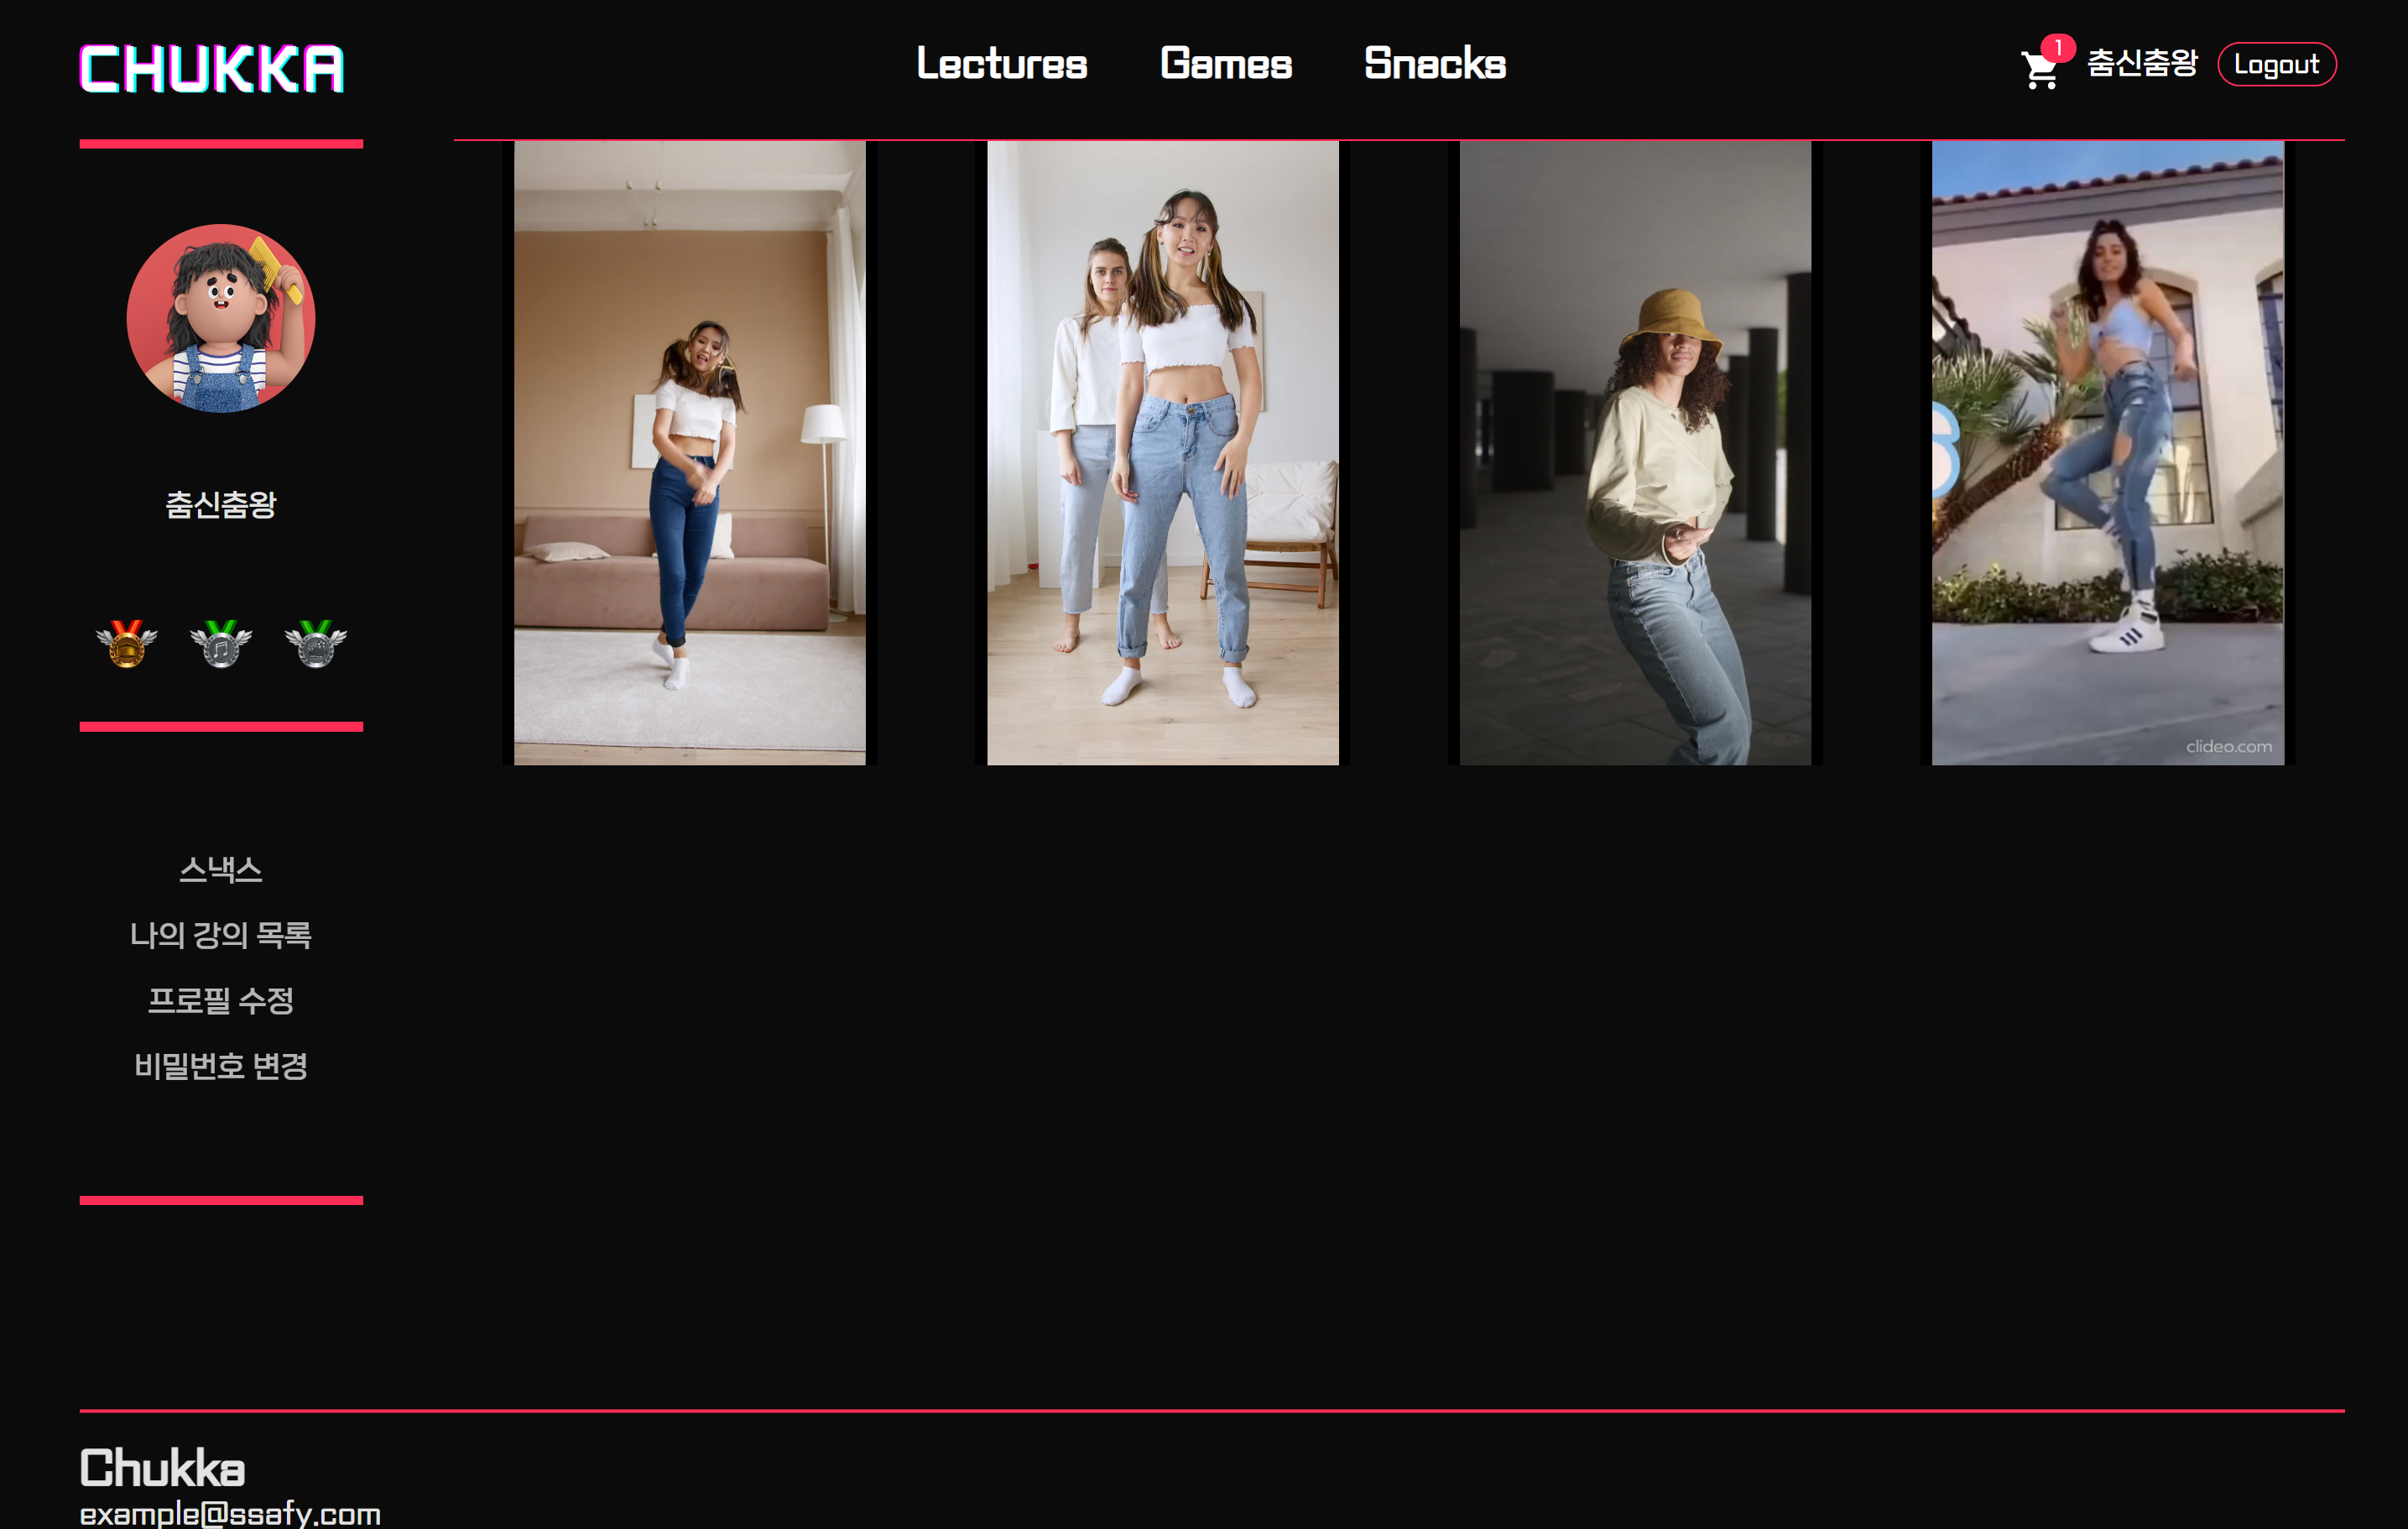 CHUKKA
Lectures Games Snacks
1 춤신춤왕 Logout
춤신춤왕
스낵스
나의 강의 목록
프로필 수정
비밀번호 변경
clideo.com
Chukka
example@ssafy.com